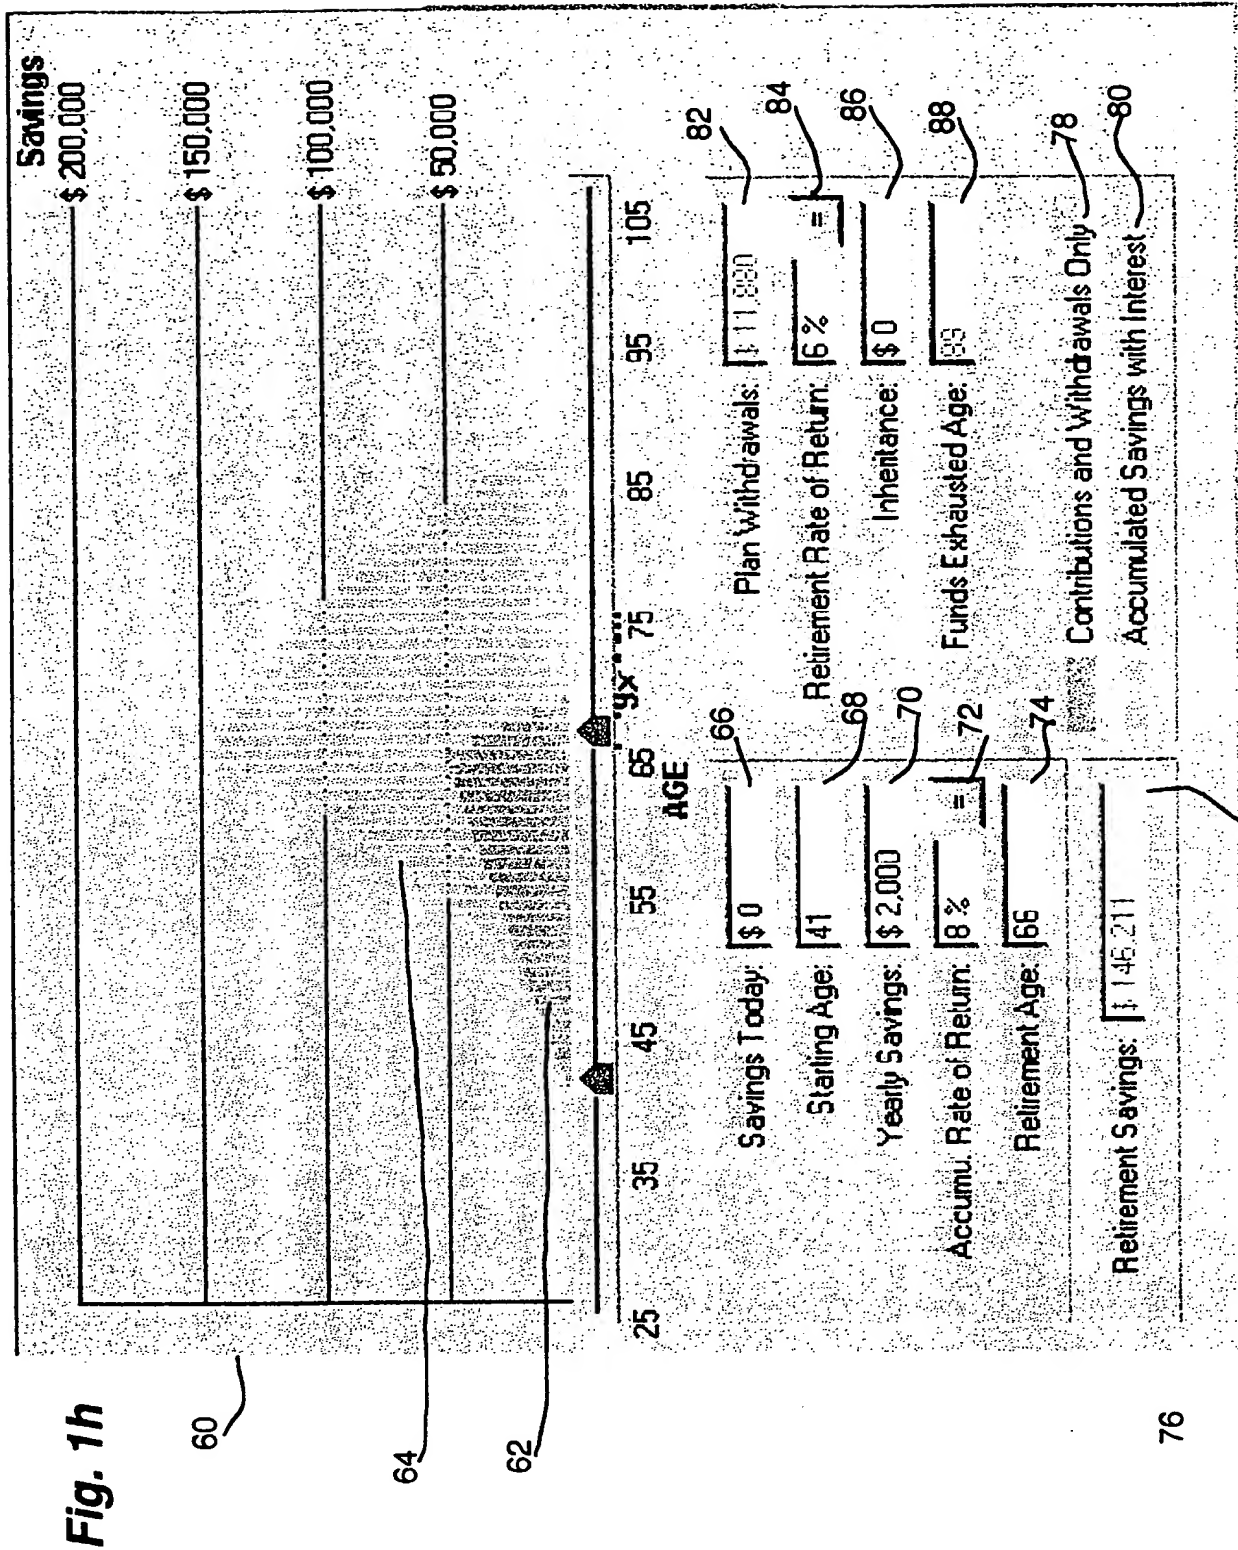 Fig. 1h
60
64
62
76
Savings
$ 200,000
$ 150,000
$ 100,000
$ 50,000
25
35
45
55
65
75
85
95
105
AGE
Savings Today: $ 0
66
Starting Age: 41
68
Yearly Savings: $ 2,000
70
Accumu. Rate of Return: 8 % =
72
Retirement Age: 66
74
Retirement Savings: $ 146,211
Plan Withdrawals: $ 11,880
82
Retirement Rate of Return: 6 % =
84
Inheritance: $ 0
86
Funds Exhausted Age:
88
Contributions and Withdrawals Only
78
Accumulated Savings with Interest
80